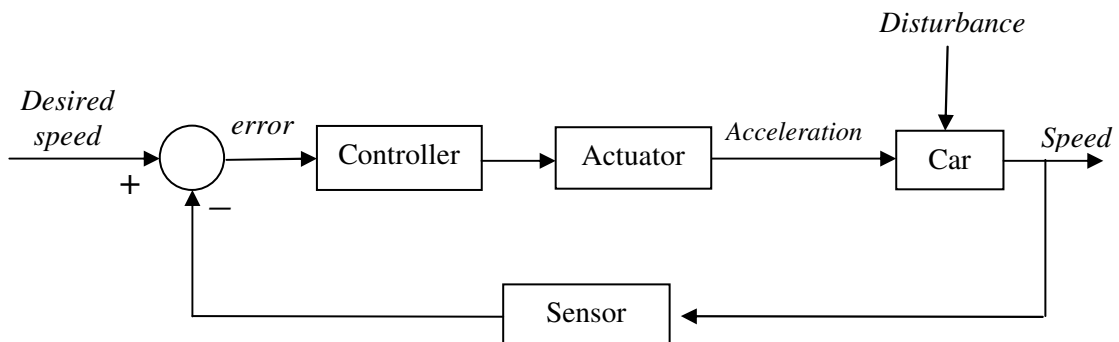 Disturbance
Desired
speed
error
Controller
Actuator
Acceleration
Car
Speed
+
−
Sensor